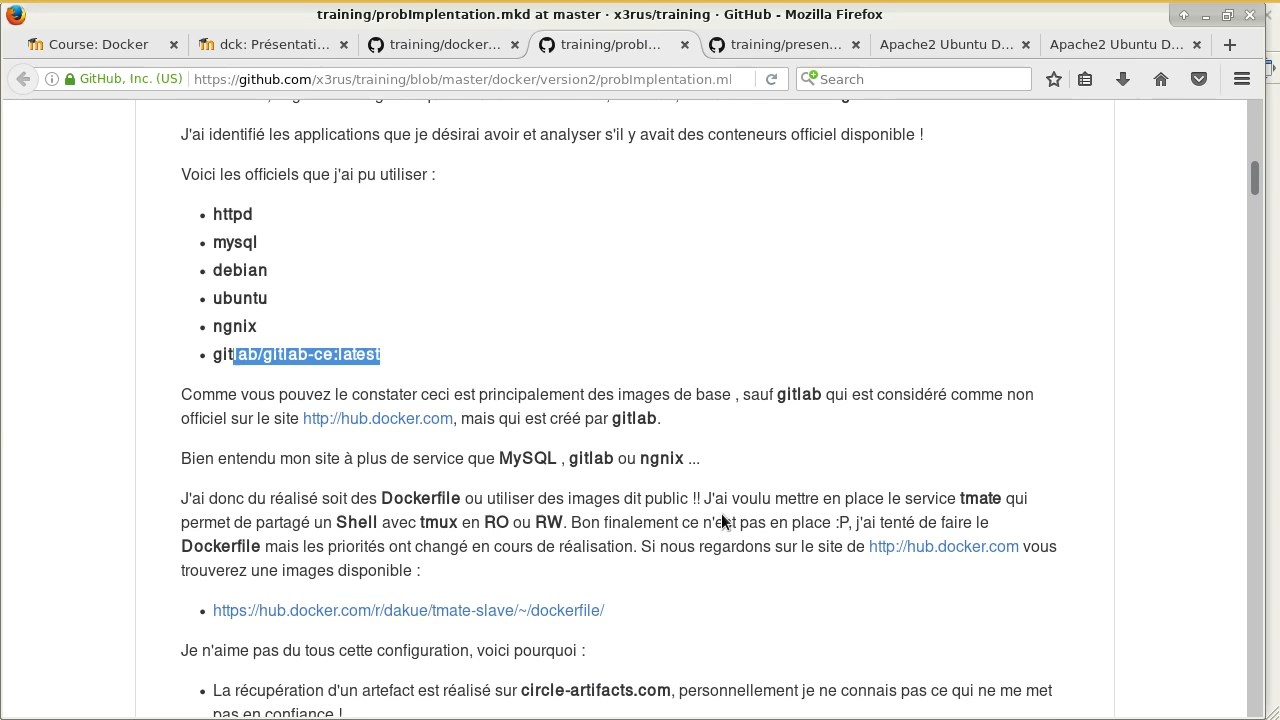 training/probImplentation.mkd at master · x3rus/training · GitHub - Mozilla Firefox
Course: Docker
dck: Présentati...
training/docker...
training/probI...
training/presen...
Apache2 Ubuntu D...
Apache2 Ubuntu D...
GitHub, Inc. (US)
https://github.com/x3rus/training/blob/master/docker/version2/probImplentation.ml
Search
J'ai identifié les applications que je désirai avoir et analyser s'il y avait des conteneurs officiel disponible !
Voici les officiels que j'ai pu utiliser :
• httpd
• mysql
• debian
• ubuntu
• ngnix
• gitlab/gitlab-ce:latest
Comme vous pouvez le constater ceci est principalement des images de base , sauf gitlab qui est considéré comme non
officiel sur le site http://hub.docker.com, mais qui est créé par gitlab.
Bien entendu mon site à plus de service que MySQL , gitlab ou ngnix ...
J'ai donc du réalisé soit des Dockerfile ou utiliser des images dit public !! J'ai voulu mettre en place le service tmate qui
permet de partagé un Shell avec tmux en RO ou RW. Bon finalement ce n'est pas en place :P, j'ai tenté de faire le
Dockerfile mais les priorités ont changé en cours de réalisation. Si nous regardons sur le site de http://hub.docker.com vous
trouverez une images disponible :
• https://hub.docker.com/r/dakue/tmate-slave/~/dockerfile/
Je n'aime pas du tous cette configuration, voici pourquoi :
• La récupération d'un artefact est réalisé sur circle-artifacts.com, personnellement je ne connais pas ce qui ne me met
pas en confiance !